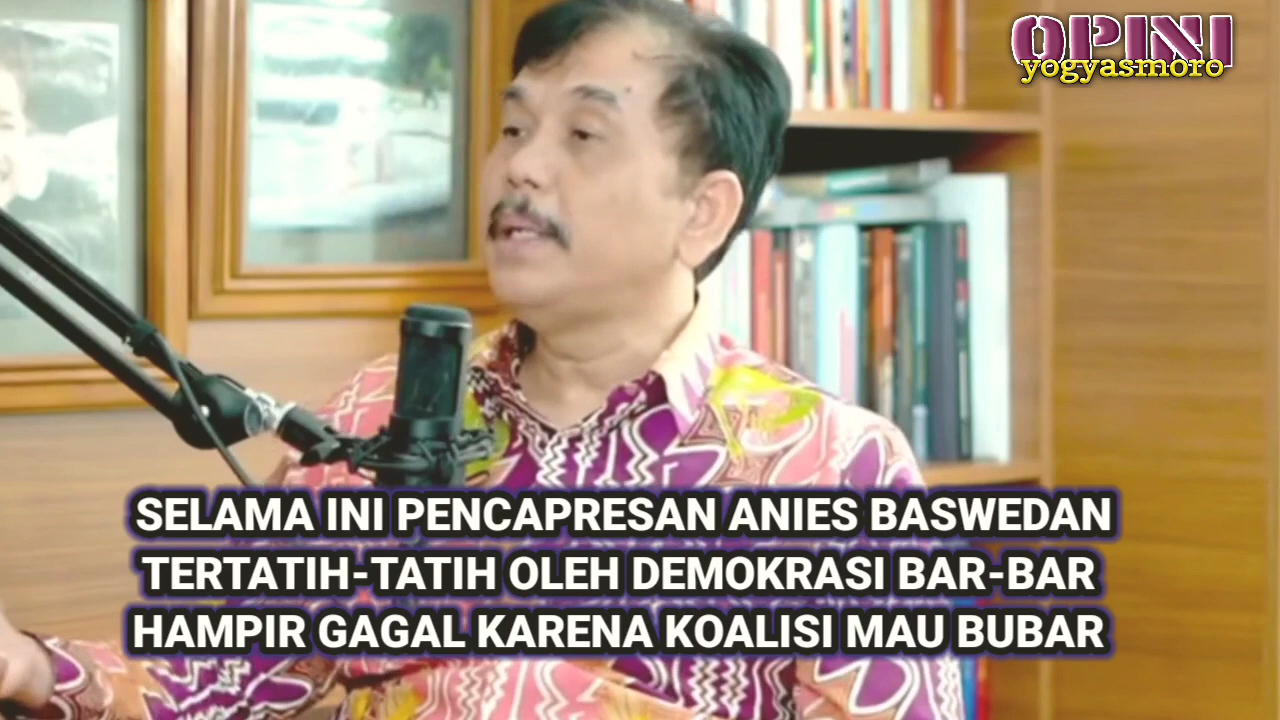 OPINI
yogyasmoro
SELAMA INI PENCAPRESAN ANIES BASWEDAN
TERTATIH-TATIH OLEH DEMOKRASI BAR-BAR
HAMPIR GAGAL KARENA KOALISI MAU BUBAR